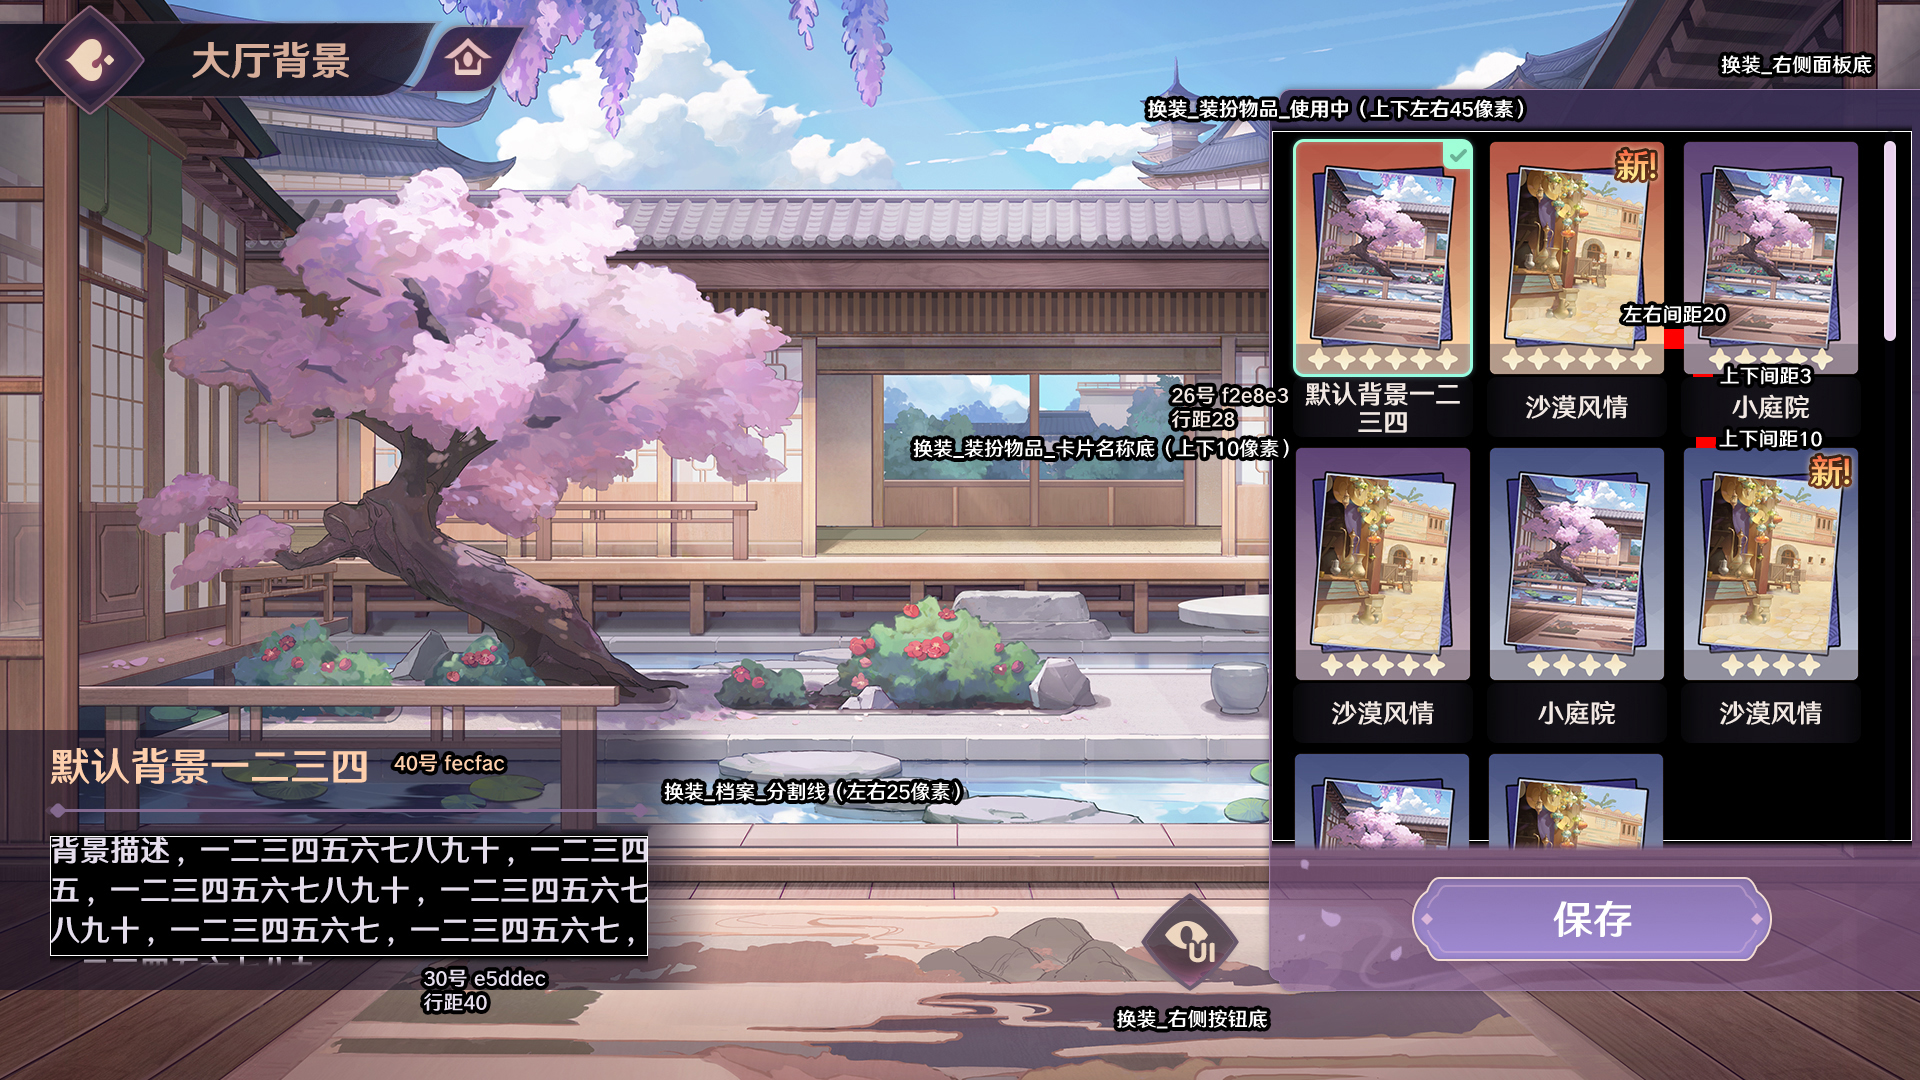 大厅背景
换装_右侧面板底
换装_装扮物品_使用中（上下左右45像素）
新!
左右间距20
上下间距3
26号 f2e8e3
行距28
默认背景一二
三四
沙漠风情
小庭院
换装_装扮物品_卡片名称底（上下10像素）
上下间距10
新!
沙漠风情
小庭院
沙漠风情
默认背景一二三四
40号 fecfac
换装_档案_分割线（左右25像素）
背景描述，一二三四五六七八九十，一二三四
五，一二三四五六七八九十，一二三四五六七
八九十，一二三四五六七，一二三四五六七，
30号 e5ddec
行距40
UI
保存
换装_右侧按钮底